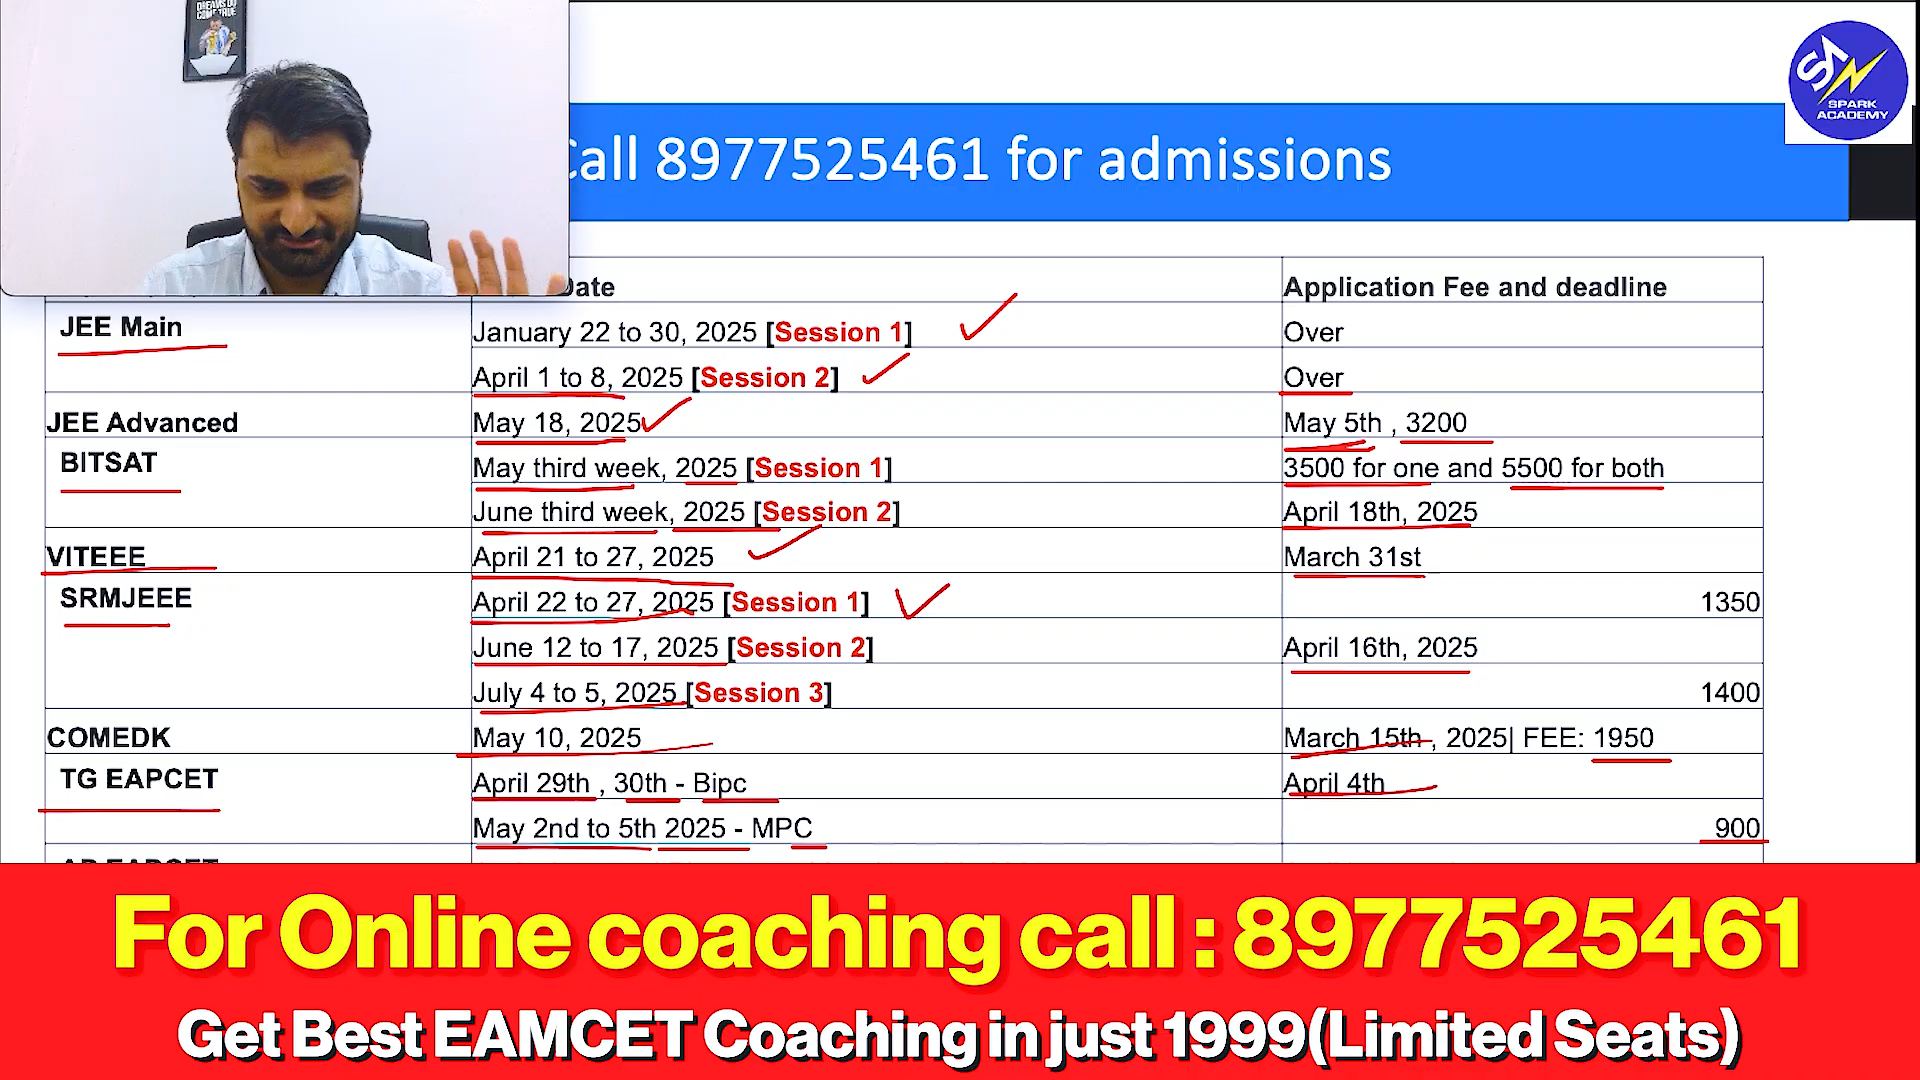 DREAMS DO
COME TRUE
SPARK
ACADEMY
Call 8977525461 for admissions
Date Application Fee and deadline
JEE Main January 22 to 30, 2025 [Session 1] Over
April 1 to 8, 2025 [Session 2] Over
JEE Advanced May 18, 2025 May 5th , 3200
BITSAT May third week, 2025 [Session 1] 3500 for one and 5500 for both
June third week, 2025 [Session 2] April 18th, 2025
VITEEE April 21 to 27, 2025 March 31st
SRMJEEE April 22 to 27, 2025 [Session 1] 1350
June 12 to 17, 2025 [Session 2] April 16th, 2025
July 4 to 5, 2025 [Session 3] 1400
COMEDK May 10, 2025 March 15th , 2025| FEE: 1950
TG EAPCET April 29th , 30th - Bipc April 4th
May 2nd to 5th 2025 - MPC 900
For Online coaching call : 8977525461
Get Best EAMCET Coaching in just 1999(Limited Seats)